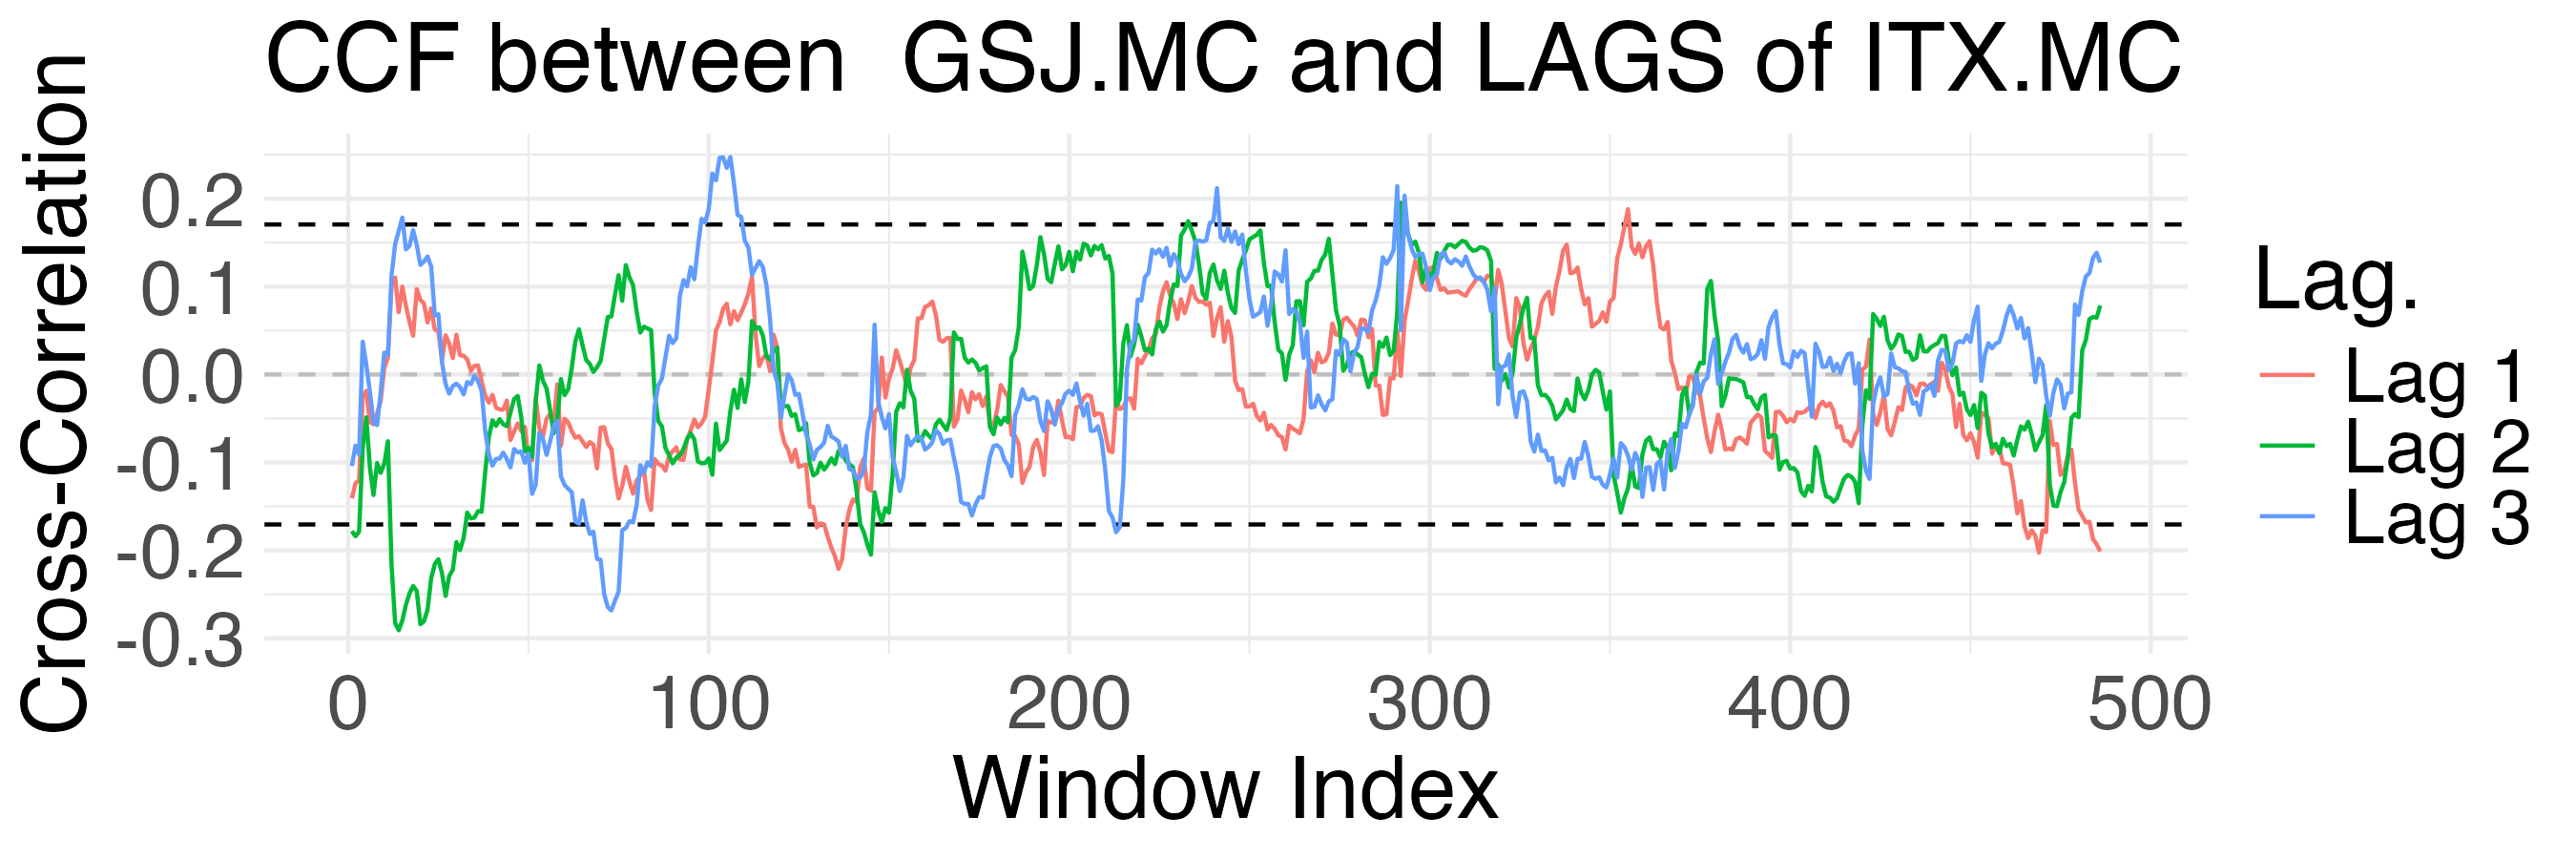 CCF between  GSJ.MC and LAGS of ITX.MC
Cross-Correlation
0.2
0.1
0.0
-0.1
-0.2
-0.3
0 100 200 300 400 500
Window Index
Lag.
Lag 1
Lag 2
Lag 3